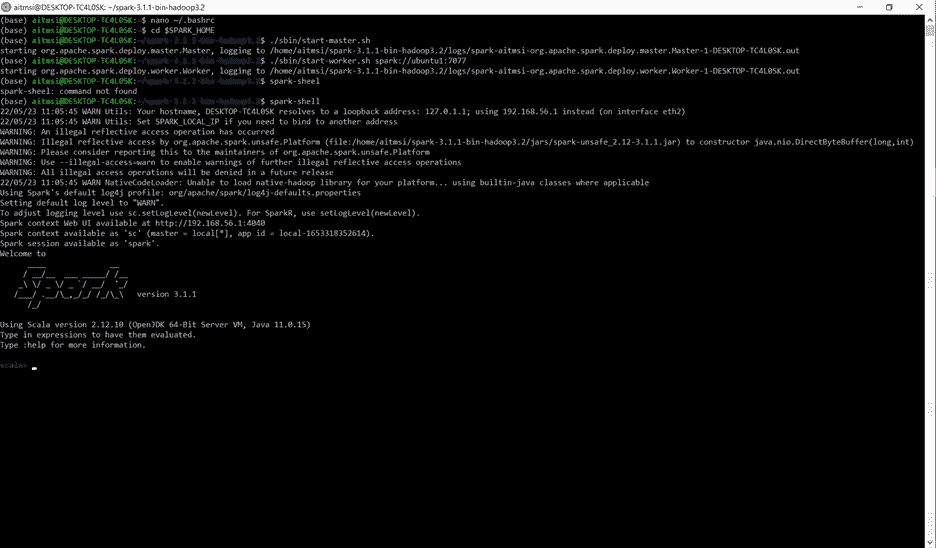 aitmsi@DESKTOP-TC4L0SK: ~/spark-3.1.1-bin-hadoop3.2
(base) aitmsi@DESKTOP-TC4L0SK:~$ nano ~/.bashrc
(base) aitmsi@DESKTOP-TC4L0SK:~$ cd $SPARK_HOME
(base) aitmsi@DESKTOP-TC4L0SK:~/spark-3.1.1-bin-hadoop3.2$ ./sbin/start-master.sh
starting org.apache.spark.deploy.master.Master, logging to /home/aitmsi/spark-3.1.1-bin-hadoop3.2/logs/spark-aitmsi-org.apache.spark.deploy.master.Master-1-DESKTOP-TC4L0SK.out
(base) aitmsi@DESKTOP-TC4L0SK:~/spark-3.1.1-bin-hadoop3.2$ ./sbin/start-worker.sh spark://ubuntu1:7077
starting org.apache.spark.deploy.worker.Worker, logging to /home/aitmsi/spark-3.1.1-bin-hadoop3.2/logs/spark-aitmsi-org.apache.spark.deploy.worker.Worker-1-DESKTOP-TC4L0SK.out
(base) aitmsi@DESKTOP-TC4L0SK:~/spark-3.1.1-bin-hadoop3.2$ spark-sheel
spark-sheel: command not found
(base) aitmsi@DESKTOP-TC4L0SK:~/spark-3.1.1-bin-hadoop3.2$ spark-shell
22/05/23 11:05:45 WARN Utils: Your hostname, DESKTOP-TC4L0SK resolves to a loopback address: 127.0.1.1; using 192.168.56.1 instead (on interface eth2)
22/05/23 11:05:45 WARN Utils: Set SPARK_LOCAL_IP if you need to bind to another address
WARNING: An illegal reflective access operation has occurred
WARNING: Illegal reflective access by org.apache.spark.unsafe.Platform (file:/home/aitmsi/spark-3.1.1-bin-hadoop3.2/jars/spark-unsafe_2.12-3.1.1.jar) to constructor java.nio.DirectByteBuffer(long,int)
WARNING: Please consider reporting this to the maintainers of org.apache.spark.unsafe.Platform
WARNING: Use --illegal-access=warn to enable warnings of further illegal reflective access operations
WARNING: All illegal access operations will be denied in a future release
22/05/23 11:05:45 WARN NativeCodeLoader: Unable to load native-hadoop library for your platform... using builtin-java classes where applicable
Using Spark's default log4j profile: org/apache/spark/log4j-defaults.properties
Setting default log level to "WARN".
To adjust logging level use sc.setLogLevel(newLevel). For SparkR, use setLogLevel(newLevel).
Spark context Web UI available at http://192.168.56.1:4040
Spark context available as 'sc' (master = local[*], app id = local-1653318352614).
Spark session available as 'spark'.
Welcome to
Spark version 3.1.1
Using Scala version 2.12.10 (OpenJDK 64-Bit Server VM, Java 11.0.15)
Type in expressions to have them evaluated.
Type :help for more information.
scala>